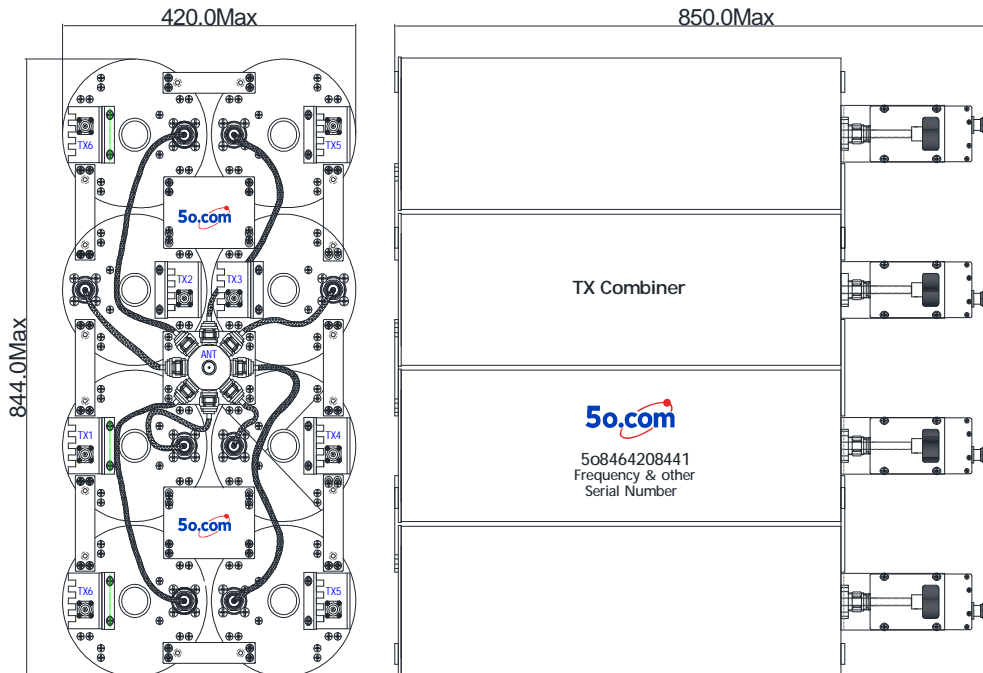 420.0Max
850.0Max
844.0Max
TX6
TX5
5o.com
TX2
TX3
ANT
TX1
TX4
5o.com
TX6
TX5
TX Combiner
5o.com
5o8464208441
Frequency & other
Serial Number